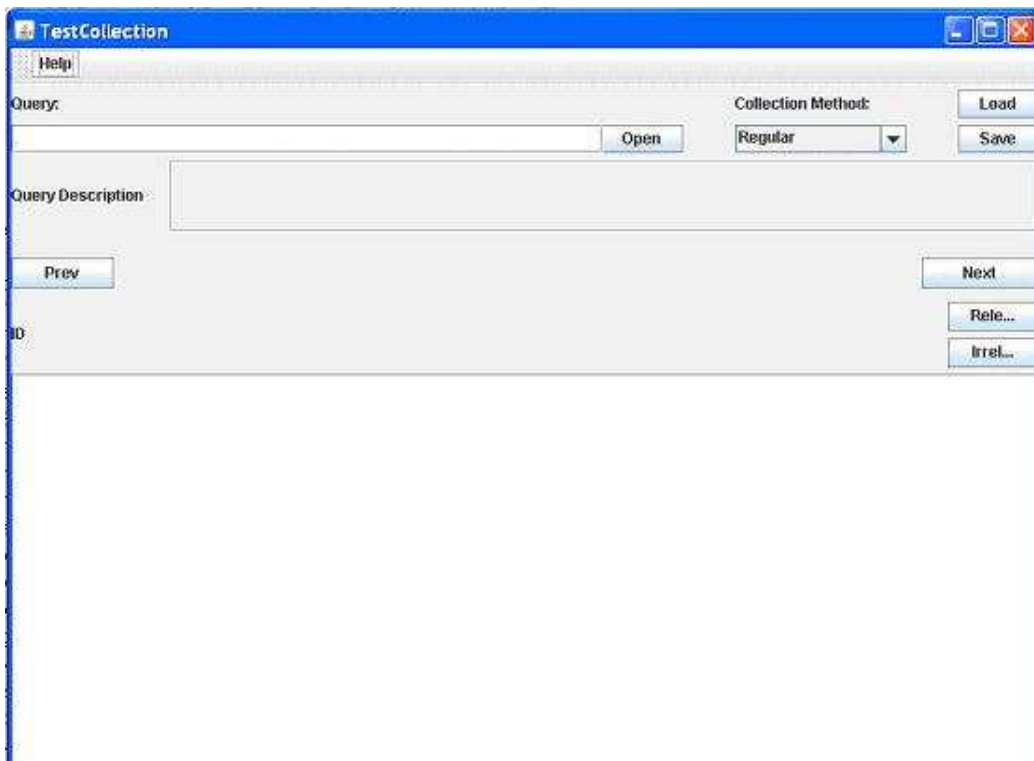 TestCollection
Help
Query: Collection Method: Load
Open Regular Save
Query Description
Prev Next
Rele...
ID
Irrel...